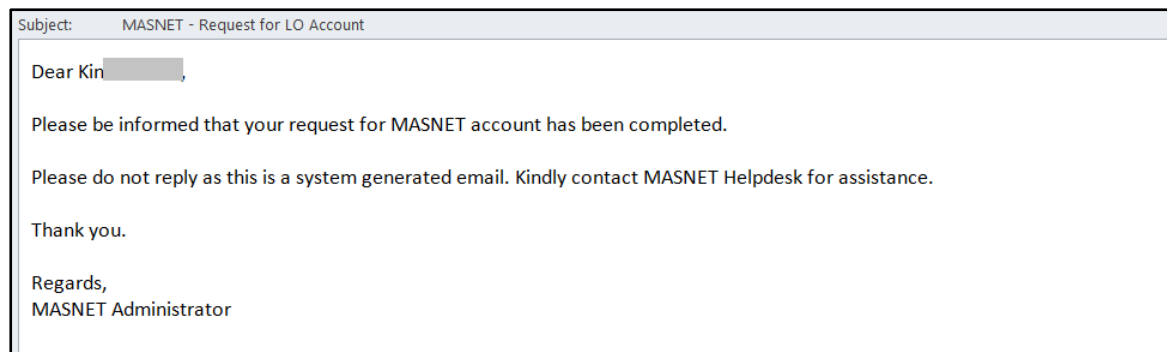 Subject: MASNET - Request for LO Account
Dear Kin ,
Please be informed that your request for MASNET account has been completed.
Please do not reply as this is a system generated email. Kindly contact MASNET Helpdesk for assistance.
Thank you.
Regards,
MASNET Administrator